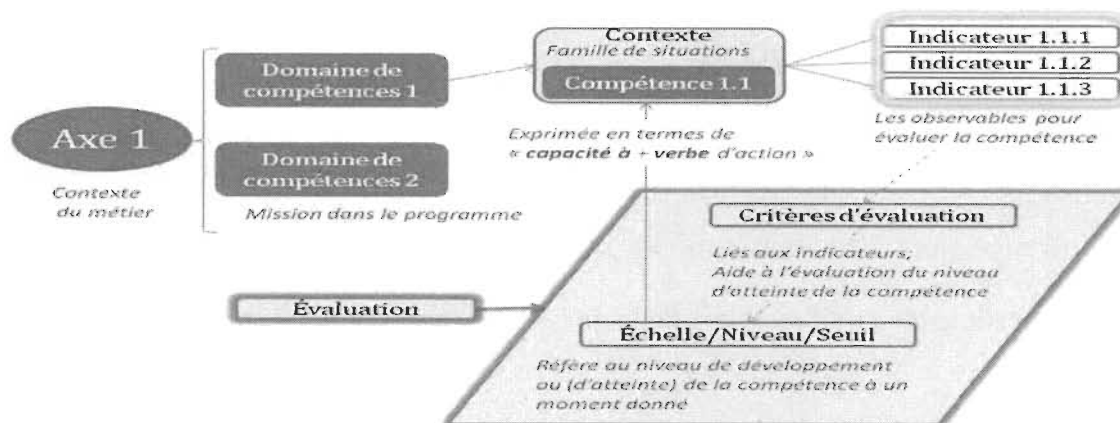 Axe 1
Contexte
du métier
Domaine de
compétences 1
Domaine de
compétences 2
Mission dans le programme
Contexte
Famille de situations
Compétence 1.1
Exprimée en termes de
« capacité à + verbe d'action »
Indicateur 1.1.1
Indicateur 1.1.2
Indicateur 1.1.3
Les observables pour
évaluer la compétence
Critères d'évaluation
Liés aux indicateurs;
Aide à l'évaluation du niveau
d'atteinte de la compétence
Évaluation
Échelle/Niveau/Seuil
Réfère au niveau de développement
ou (d'atteinte) de la compétence à un
moment donné